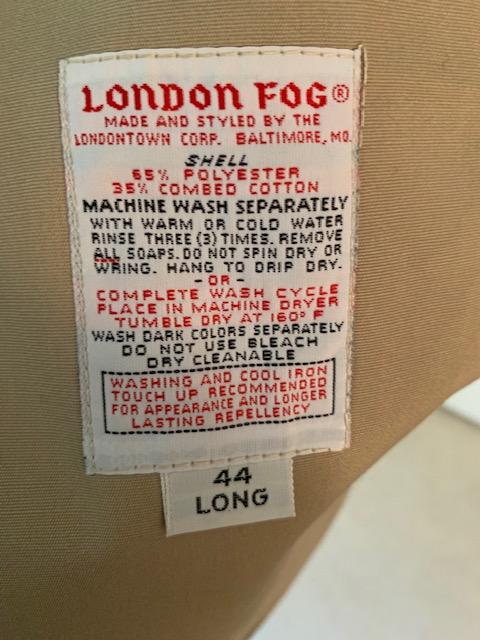 LONDON FOG®
MADE AND STYLED BY THE
LONDONTOWN CORP. BALTIMORE, MD.
SHELL
65% POLYESTER
35% COMBED COTTON
MACHINE WASH SEPARATELY
WITH WARM OR COLD WATER
RINSE THREE (3) TIMES. REMOVE
ALL SOAPS. DO NOT SPIN DRY OR
WRING. HANG TO DRIP DRY.
- OR -
COMPLETE WASH CYCLE
PLACE IN MACHINE DRYER
TUMBLE DRY AT 160° F
WASH DARK COLORS SEPARATELY
DO NOT USE BLEACH
DRY CLEANABLE
WASHING AND COOL IRON
TOUCH UP RECOMMENDED
FOR APPEARANCE AND LONGER
LASTING REPELLENCY
44
LONG